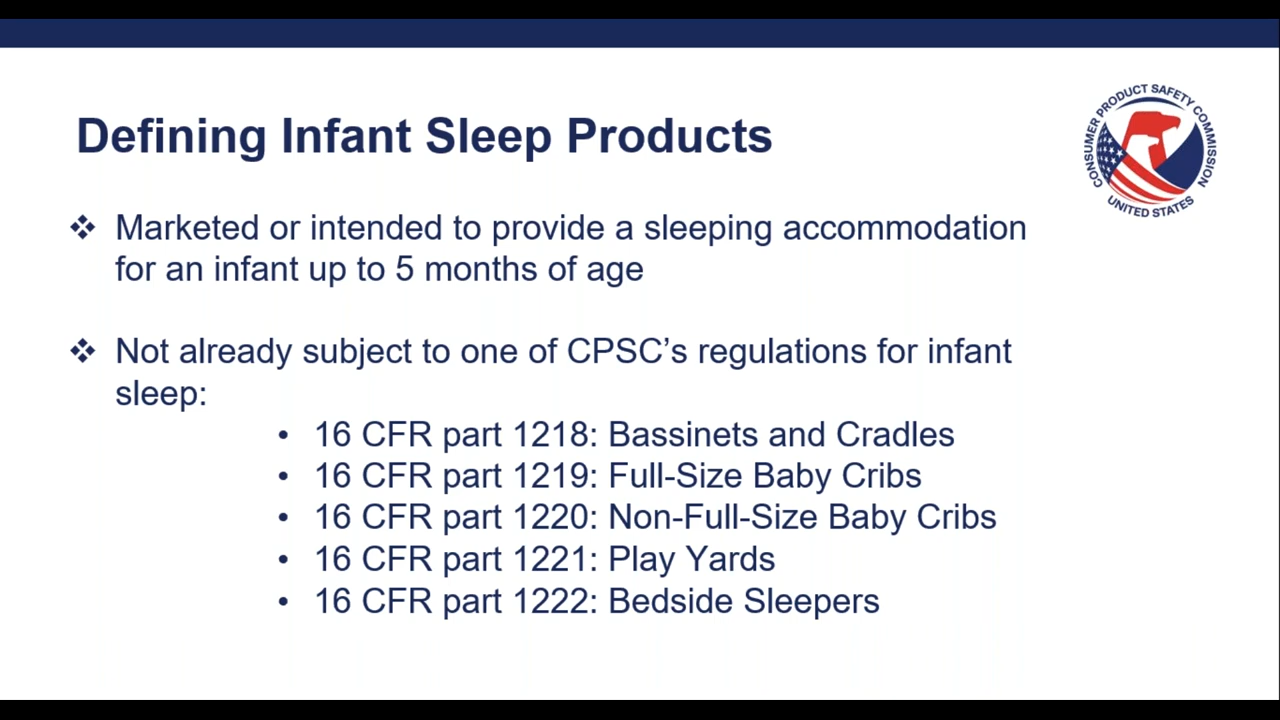 Defining Infant Sleep Products
CONSUMER PRODUCT SAFETY COMMISSION
UNITED STATES
❖ Marketed or intended to provide a sleeping accommodation
for an infant up to 5 months of age
❖ Not already subject to one of CPSC’s regulations for infant
sleep:
• 16 CFR part 1218: Bassinets and Cradles
• 16 CFR part 1219: Full-Size Baby Cribs
• 16 CFR part 1220: Non-Full-Size Baby Cribs
• 16 CFR part 1221: Play Yards
• 16 CFR part 1222: Bedside Sleepers